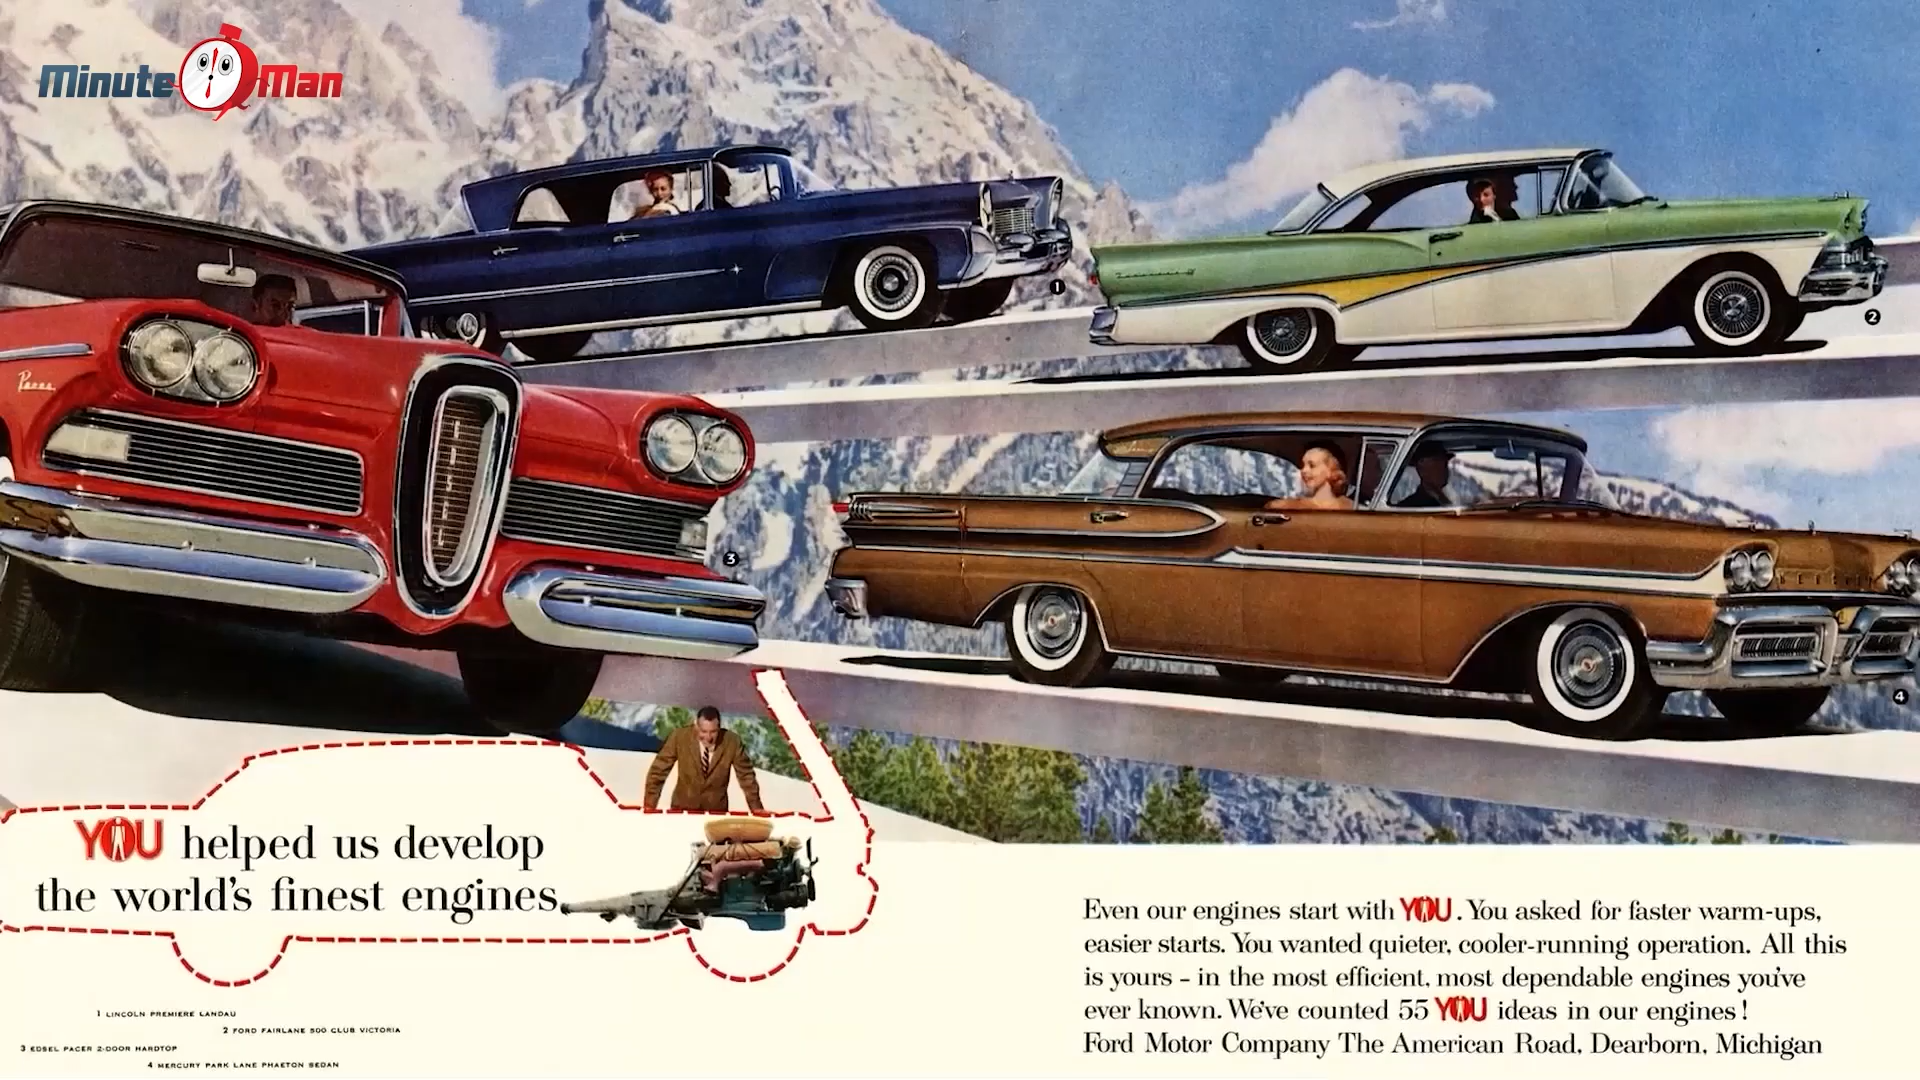 Minute Man
1
2
Pacer
EDSEL
3
MERCURY
4
YOU helped us develop
the world's finest engines
Even our engines start with YOU. You asked for faster warm-ups,
easier starts. You wanted quieter, cooler-running operation. All this
is yours – in the most efficient, most dependable engines you've
ever known. We've counted 55 YOU ideas in our engines!
Ford Motor Company The American Road, Dearborn, Michigan
1 LINCOLN PREMIERE LANDAU
2 FORD FAIRLANE 500 CLUB VICTORIA
3 EDSEL PACER 2-DOOR HARDTOP
4 MERCURY PARK LANE PHAETON SEDAN